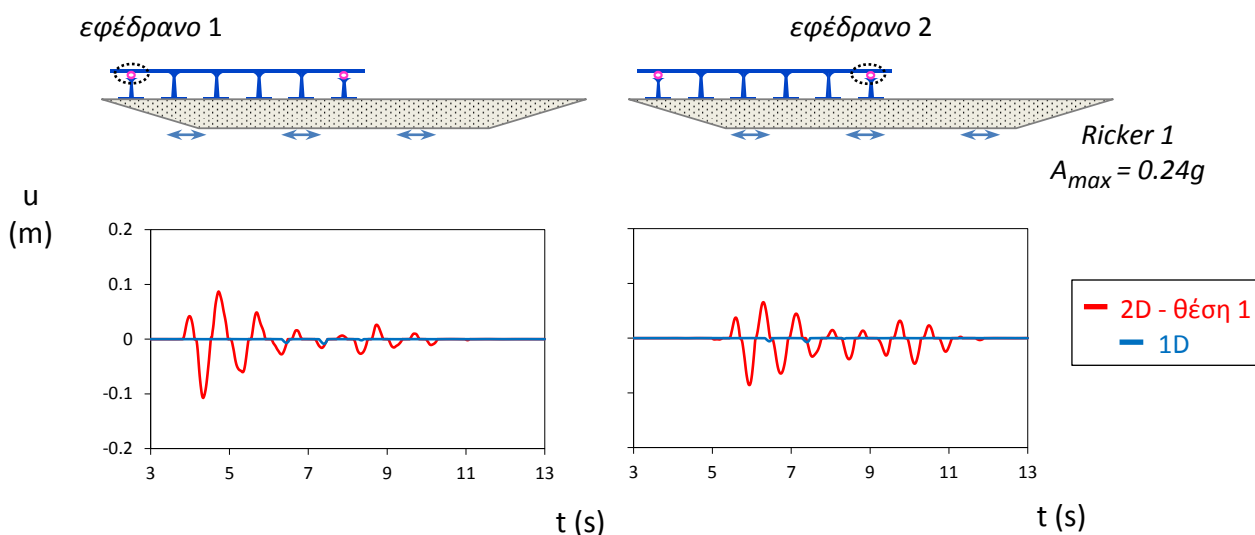 εφέδρανο 1
εφέδρανο 2
Ricker 1
A_max = 0.24g
u
(m)
0.2
0.1
0
-0.1
-0.2
3 5 7 9 11 13
t (s)
3 5 7 9 11 13
t (s)
2D - θέση 1
1D